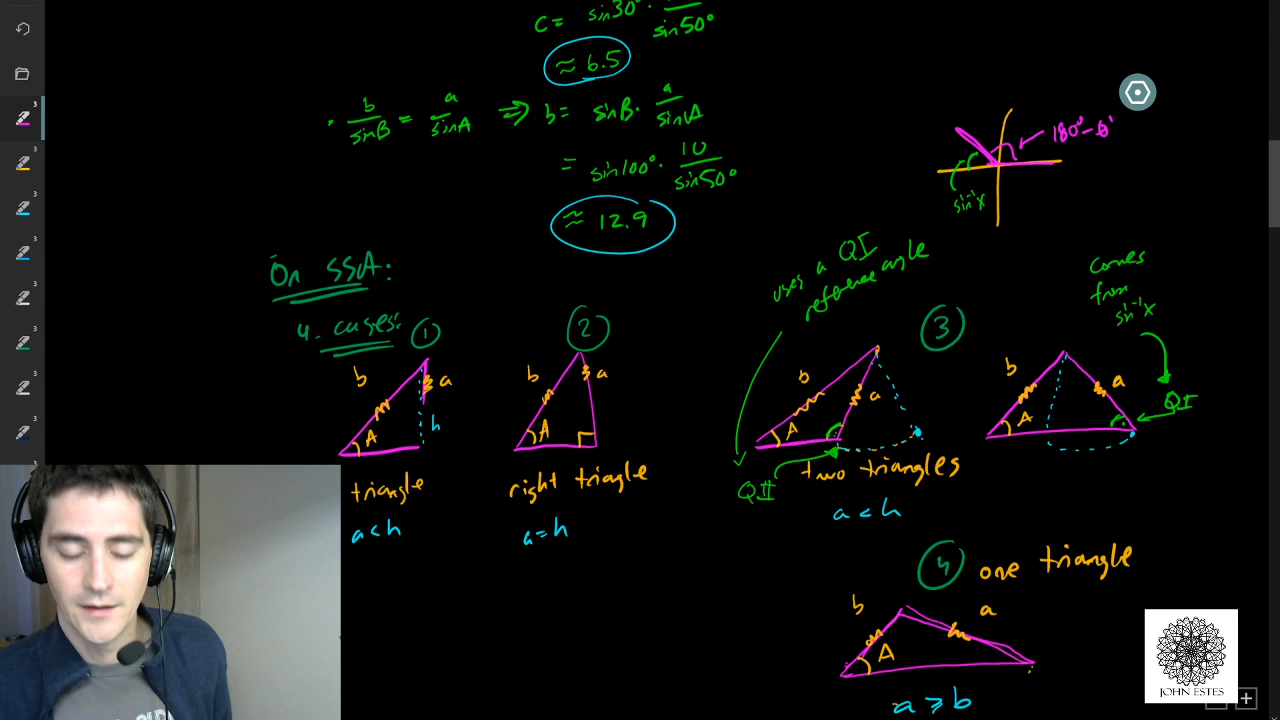 c = sin30°
sin50°
≈ 6.5
b/sinB = a/sinA ⇒ b = sinB · a/sinA
= sin100° · 10/sin50°
≈ 12.9
180°-θ'
sin⁻¹x
On SSA:
4. cases:
1
b
a
A
h
triangle
a<h
2
b
a
A
right triagle
a=h
uses a QI
reference angle
3
b
a
A
QII
two triangles
a<h
comes
from
sin⁻¹x
b
a
A
QI
4
one triangle
b
a
A
a ≥ b
JOHN ESTES